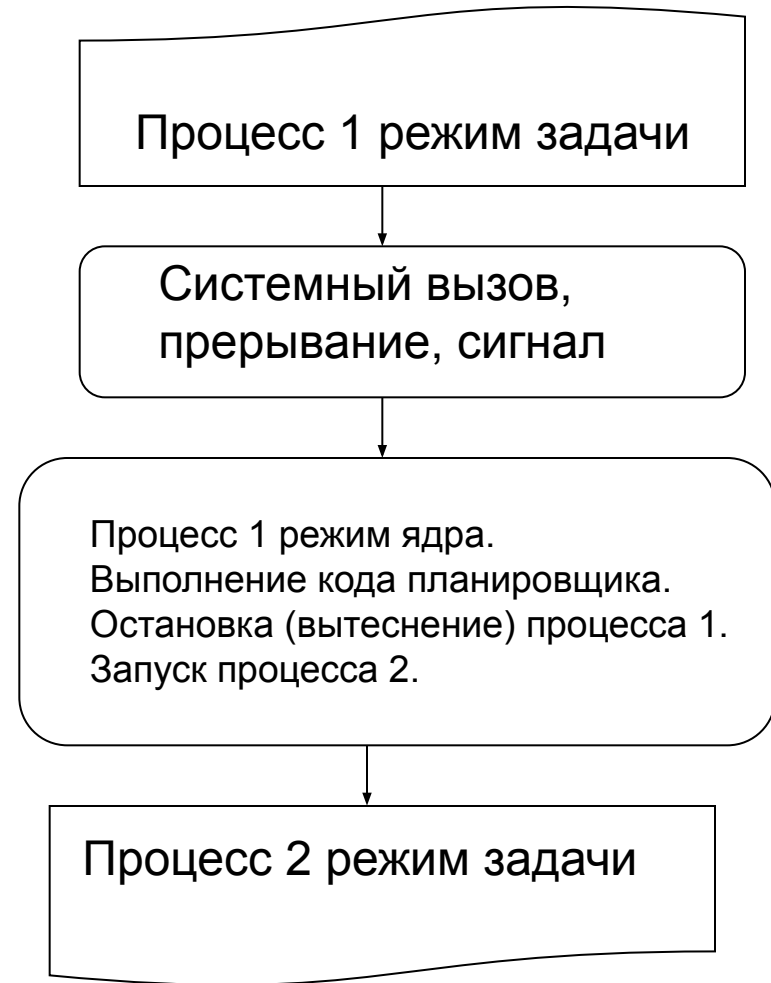 Процесс 1 режим задачи
Системный вызов,
прерывание, сигнал
Процесс 1 режим ядра.
Выполнение кода планировщика.
Остановка (вытеснение) процесса 1.
Запуск процесса 2.
Процесс 2 режим задачи